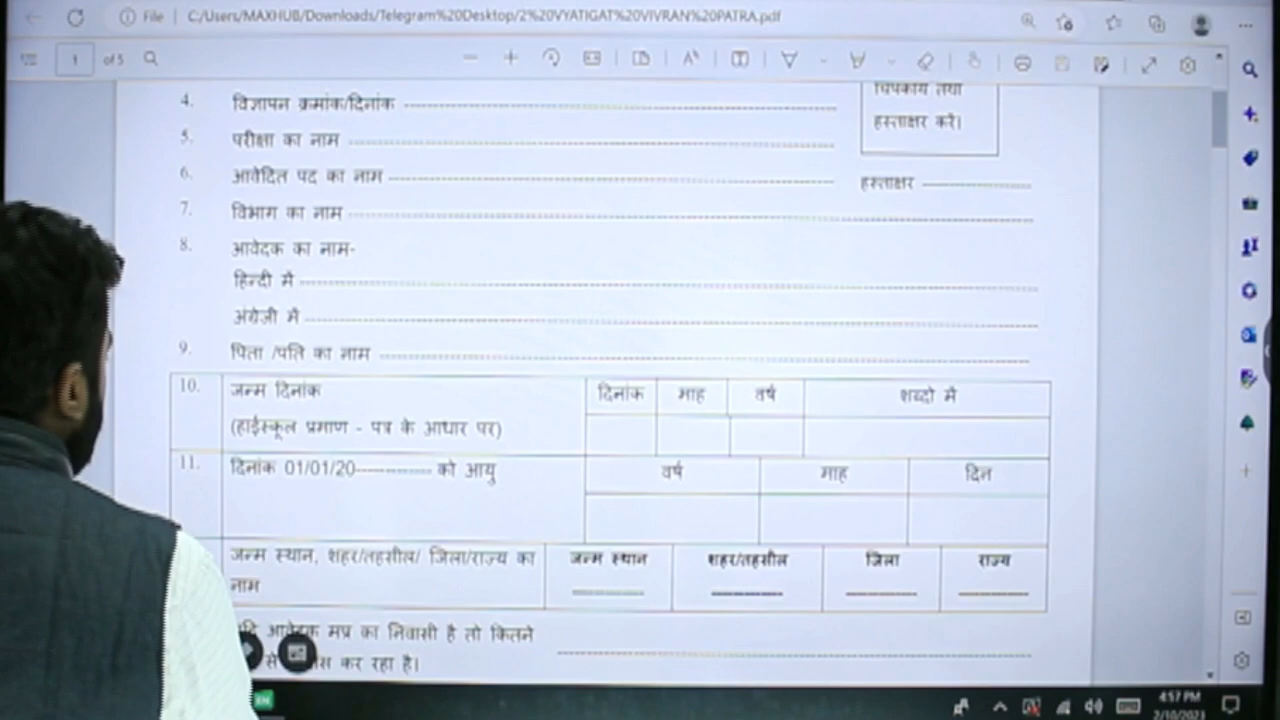 File | C:/Users/MAXHUB/Downloads/Telegram%20Desktop/2%20VYATIGAT%20VIVRAN%20PATRA.pdf
1 of 5
चिपकाय तथा
4. विज्ञापन क्रमांक/दिनांक
हस्ताक्षर करें।
5. परीक्षा का नाम
6. आवेदित पद का नाम
हस्ताक्षर
7. विभाग का नाम
8. आवेदक का नाम-
हिन्दी में
अंग्रेजी में
9. पिता /पति का नाम
10. जन्म दिनांक दिनांक माह वर्ष शब्दो में
(हाईस्कूल प्रमाण - पत्र के आधार पर)
11. दिनांक 01/01/20-------------- को आयु वर्ष माह दिन
जन्म स्थान, शहर/तहसील/ जिला/राज्य का जन्म स्थान शहर/तहसील जिला राज्य
नाम
आवेदक मप्र का निवासी है तो कितने
से कर रहा है।
4:57 PM
2/10/2023